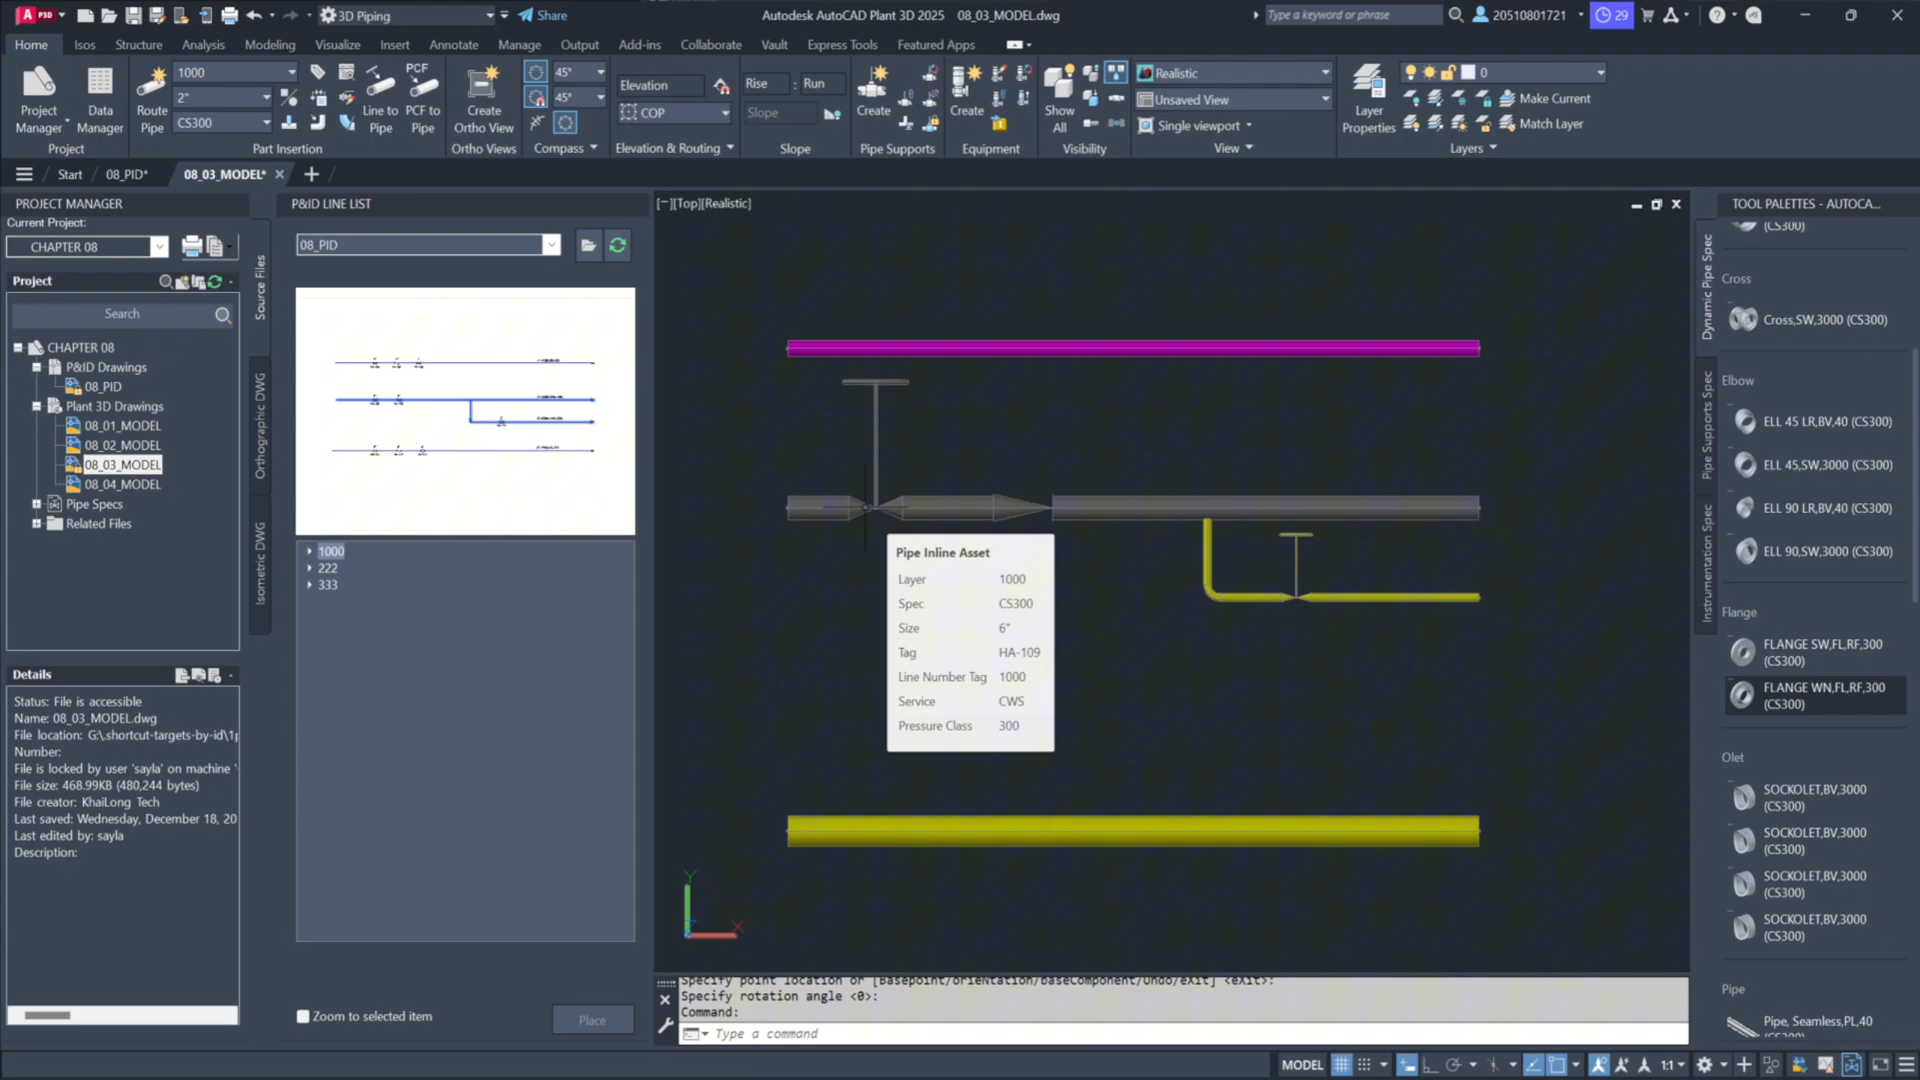 A P3D
3D Piping
Share
Autodesk AutoCAD Plant 3D 2025 08_03_MODEL.dwg
Type a keyword or phrase
20510801721
29
Home
Isos
Structure
Analysis
Modeling
Visualize
Insert
Annotate
Manage
Output
Add-ins
Collaborate
Vault
Express Tools
Featured Apps
Project
Manager
Data
Manager
Project
Route
Pipe
1000
2"
CS300
Line to
Pipe
PCF
PCF to
Pipe
Part Insertion
Create
Ortho View
Ortho Views
45°
45°
Compass
Elevation
COP
Elevation & Routing
Rise : Run
Slope
Slope
Create
Pipe Supports
Create
Equipment
Show
All
Visibility
Realistic
Unsaved View
Single viewport
View
Layer
Properties
0
Make Current
Match Layer
Layers
Start
08_PID*
08_03_MODEL*
PROJECT MANAGER
Current Project:
CHAPTER 08
Project
Search
CHAPTER 08
P&ID Drawings
08_PID
Plant 3D Drawings
08_01_MODEL
08_02_MODEL
08_03_MODEL
08_04_MODEL
Pipe Specs
Related Files
Source Files
Orthographic DWG
Isometric DWG
Details
Status: File is accessible
Name: 08_03_MODEL.dwg
File location: G:\.shortcut-targets-by-id\1p
Number:
File is locked by user 'sayla' on machine '
File size: 468.99KB (480,244 bytes)
File creator: KhaiLong Tech
Last saved: Wednesday, December 18, 20
Last edited by: sayla
Description:
P&ID LINE LIST
08_PID
1000
222
333
Zoom to selected item
Place
[−][Top][Realistic]
Pipe Inline Asset
Layer 1000
Spec CS300
Size 6"
Tag HA-109
Line Number Tag 1000
Service CWS
Pressure Class 300
Y
X
Specify point location or [Basepoint/orieNtation/baseComponent/Undo/eXit] <eXit>:
Specify rotation angle <0>:
Command:
Type a command
TOOL PALETTES - AUTOCA...
Dynamic Pipe Spec
Pipe Supports Spec
Instrumentation Spec
(CS300)
Cross
Cross,SW,3000 (CS300)
Elbow
ELL 45 LR,BV,40 (CS300)
ELL 45,SW,3000 (CS300)
ELL 90 LR,BV,40 (CS300)
ELL 90,SW,3000 (CS300)
Flange
FLANGE SW,FL,RF,300
(CS300)
FLANGE WN,FL,RF,300
(CS300)
Olet
SOCKOLET,BV,3000
(CS300)
SOCKOLET,BV,3000
(CS300)
SOCKOLET,BV,3000
(CS300)
SOCKOLET,BV,3000
(CS300)
Pipe
Pipe, Seamless,PL,40
(CS300)
MODEL
1:1